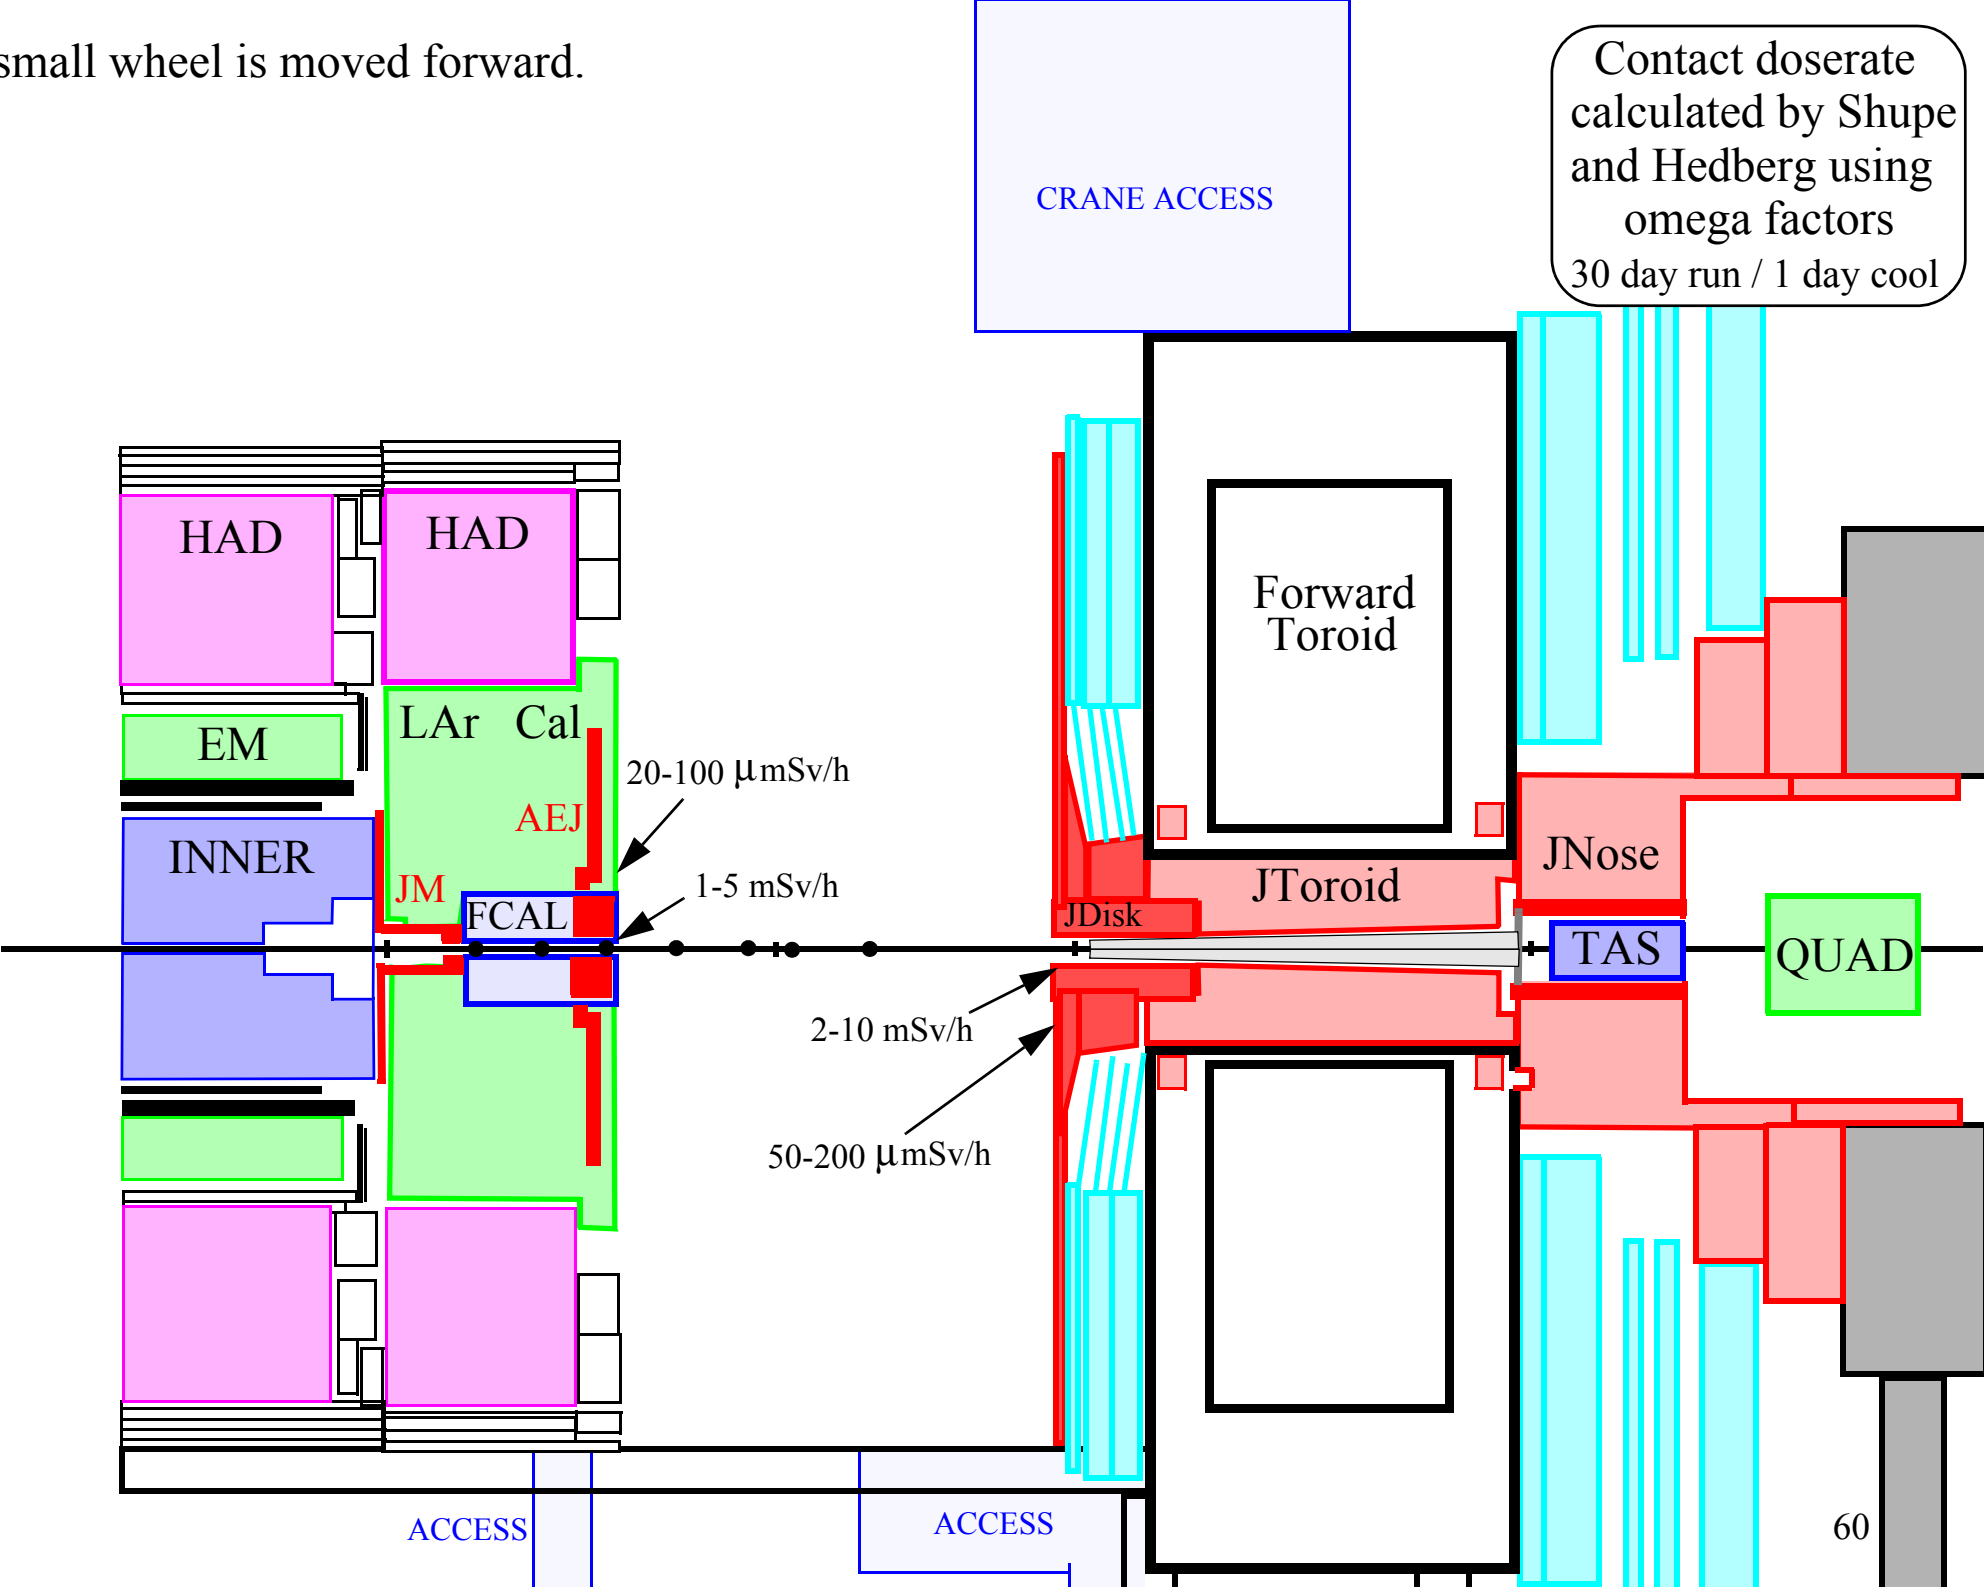 small wheel is moved forward.
Contact doserate
calculated by Shupe
and Hedberg using
omega factors
30 day run / 1 day cool
CRANE ACCESS
HAD
HAD
Forward
Toroid
LAr Cal
EM
20-100 μmSv/h
AEJ
INNER
JM
1-5 mSv/h
FCAL
JDisk
JToroid
JNose
TAS
QUAD
2-10 mSv/h
50-200 μmSv/h
ACCESS
ACCESS
60